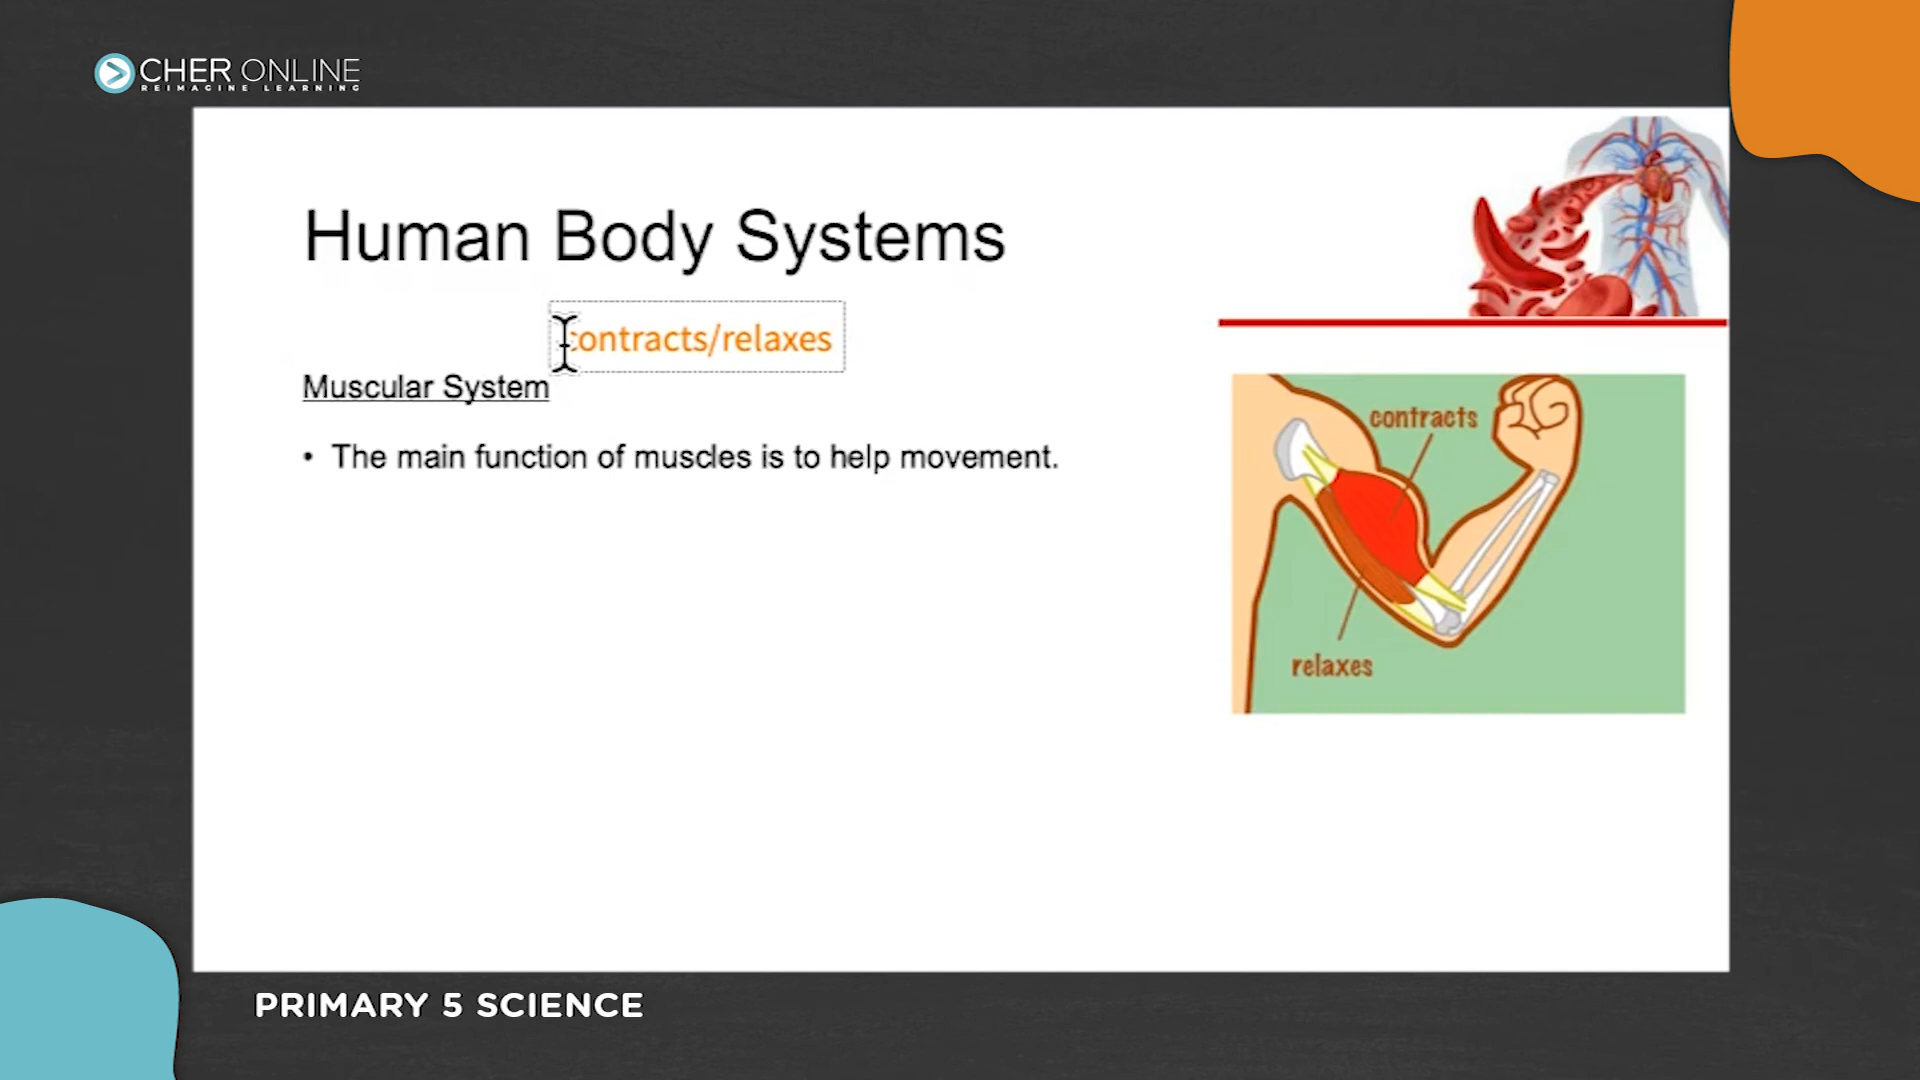 CHER ONLINE
REIMAGINE LEARNING
Human Body Systems
contracts/relaxes
Muscular System
• The main function of muscles is to help movement.
contracts
relaxes
PRIMARY 5 SCIENCE